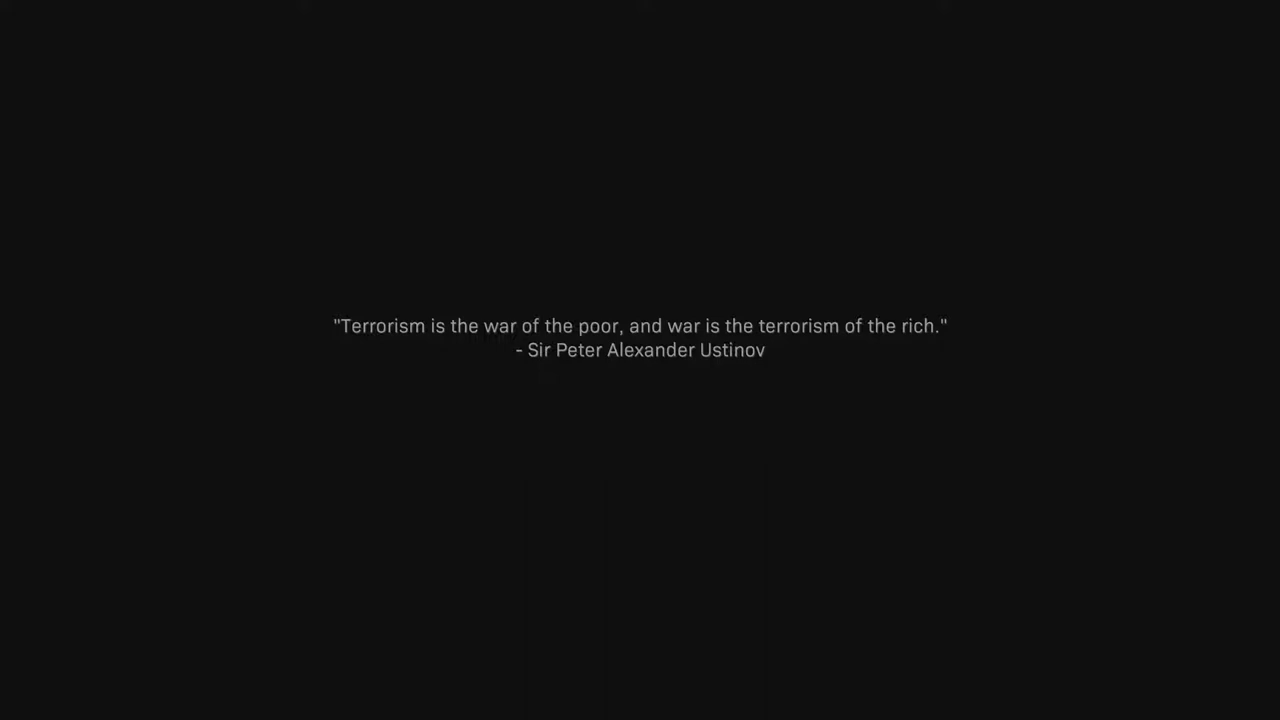 "Terrorism is the war of the poor, and war is the terrorism of the rich."
- Sir Peter Alexander Ustinov